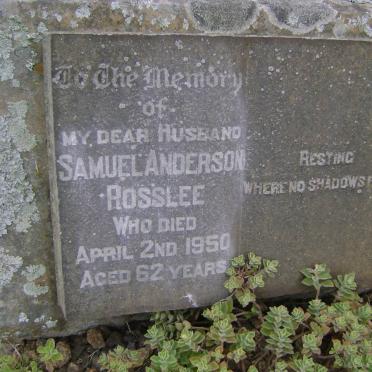 To The Memory
of
MY DEAR HUSBAND
SAMUEL ANDERSON
ROSSLEE
WHO DIED
APRIL 2ND 1950
AGED 62 YEARS
RESTING
WHERE NO SHADOWS